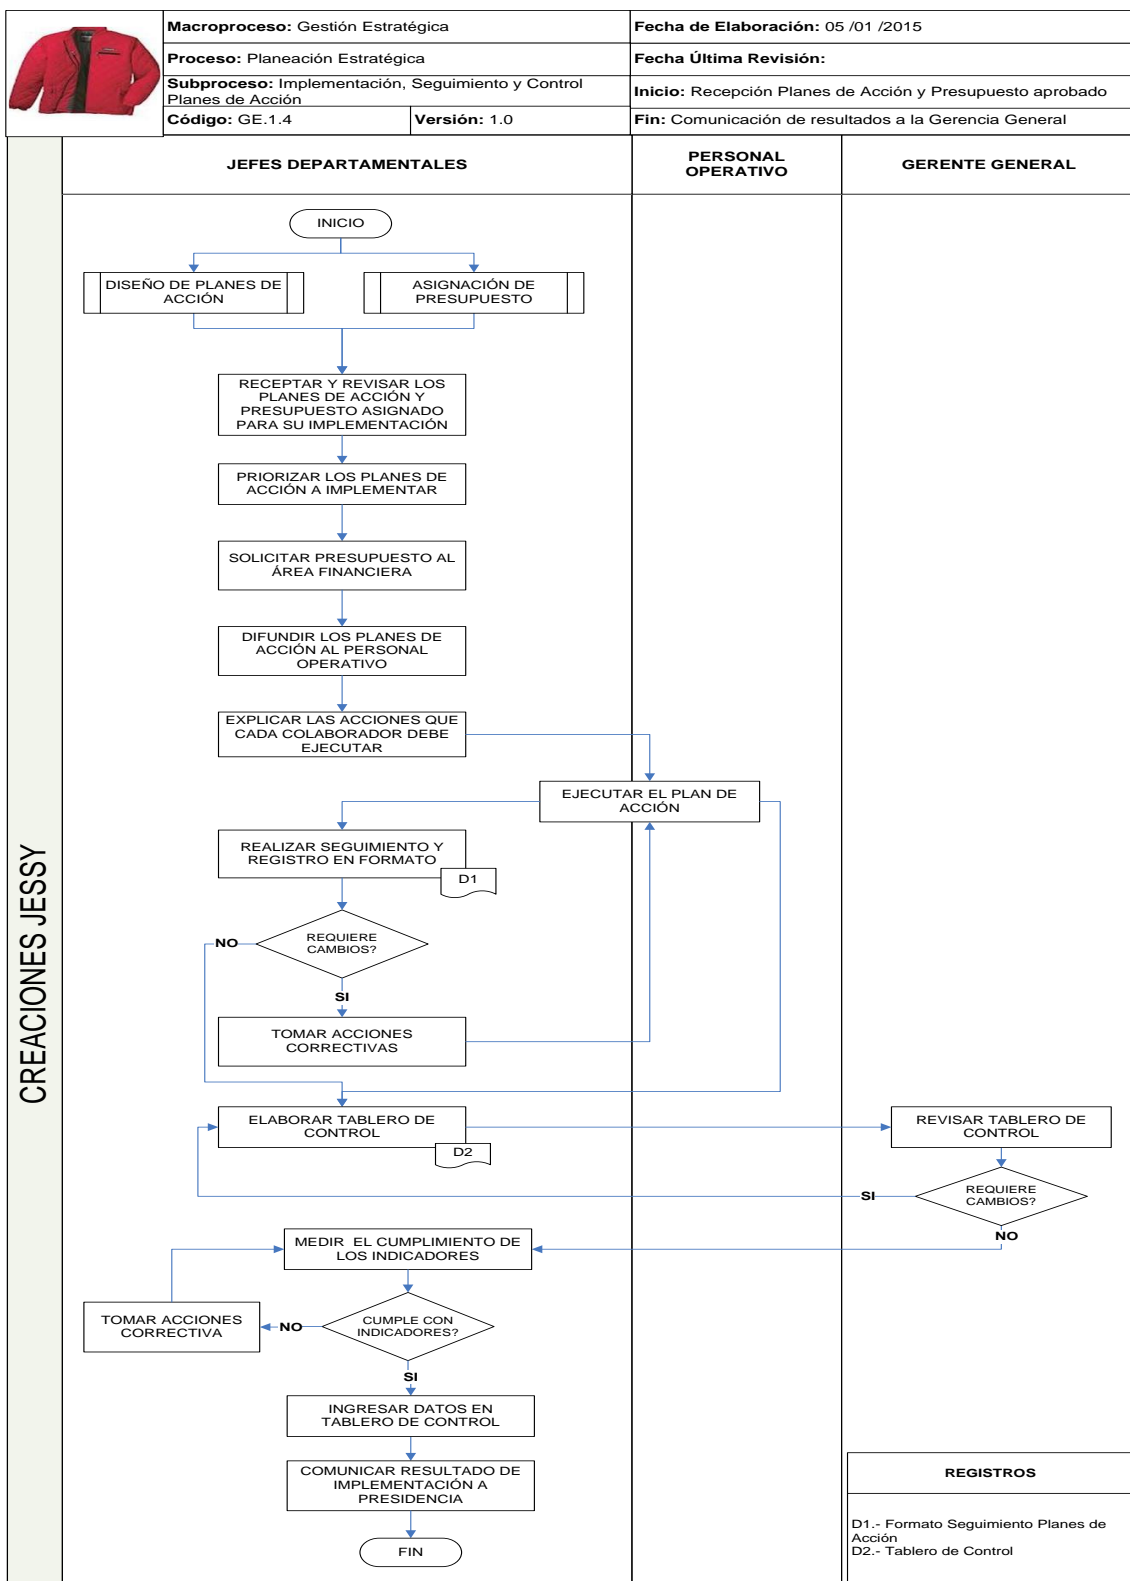 Macroproceso: Gestión Estratégica
Fecha de Elaboración: 05 /01 /2015
Proceso: Planeación Estratégica
Fecha Última Revisión:
Subproceso: Implementación, Seguimiento y Control
Planes de Acción
Inicio: Recepción Planes de Acción y Presupuesto aprobado
Código: GE.1.4
Versión: 1.0
Fin: Comunicación de resultados a la Gerencia General
CREACIONES JESSY
JEFES DEPARTAMENTALES
PERSONAL
OPERATIVO
GERENTE GENERAL
INICIO
DISEÑO DE PLANES DE
ACCIÓN
ASIGNACIÓN DE
PRESUPUESTO
RECEPTAR Y REVISAR LOS
PLANES DE ACCIÓN Y
PRESUPUESTO ASIGNADO
PARA SU IMPLEMENTACIÓN
PRIORIZAR LOS PLANES DE
ACCIÓN A IMPLEMENTAR
SOLICITAR PRESUPUESTO AL
ÁREA FINANCIERA
DIFUNDIR LOS PLANES DE
ACCIÓN AL PERSONAL
OPERATIVO
EXPLICAR LAS ACCIONES QUE
CADA COLABORADOR DEBE
EJECUTAR
EJECUTAR EL PLAN DE
ACCIÓN
REALIZAR SEGUIMIENTO Y
REGISTRO EN FORMATO
D1
REQUIERE
CAMBIOS?
NO
SI
TOMAR ACCIONES
CORRECTIVAS
ELABORAR TABLERO DE
CONTROL
D2
REVISAR TABLERO DE
CONTROL
REQUIERE
CAMBIOS?
SI
NO
MEDIR EL CUMPLIMIENTO DE
LOS INDICADORES
TOMAR ACCIONES
CORRECTIVA
NO
CUMPLE CON
INDICADORES?
SI
INGRESAR DATOS EN
TABLERO DE CONTROL
COMUNICAR RESULTADO DE
IMPLEMENTACIÓN A
PRESIDENCIA
FIN
REGISTROS
D1.- Formato Seguimiento Planes de
Acción
D2.- Tablero de Control